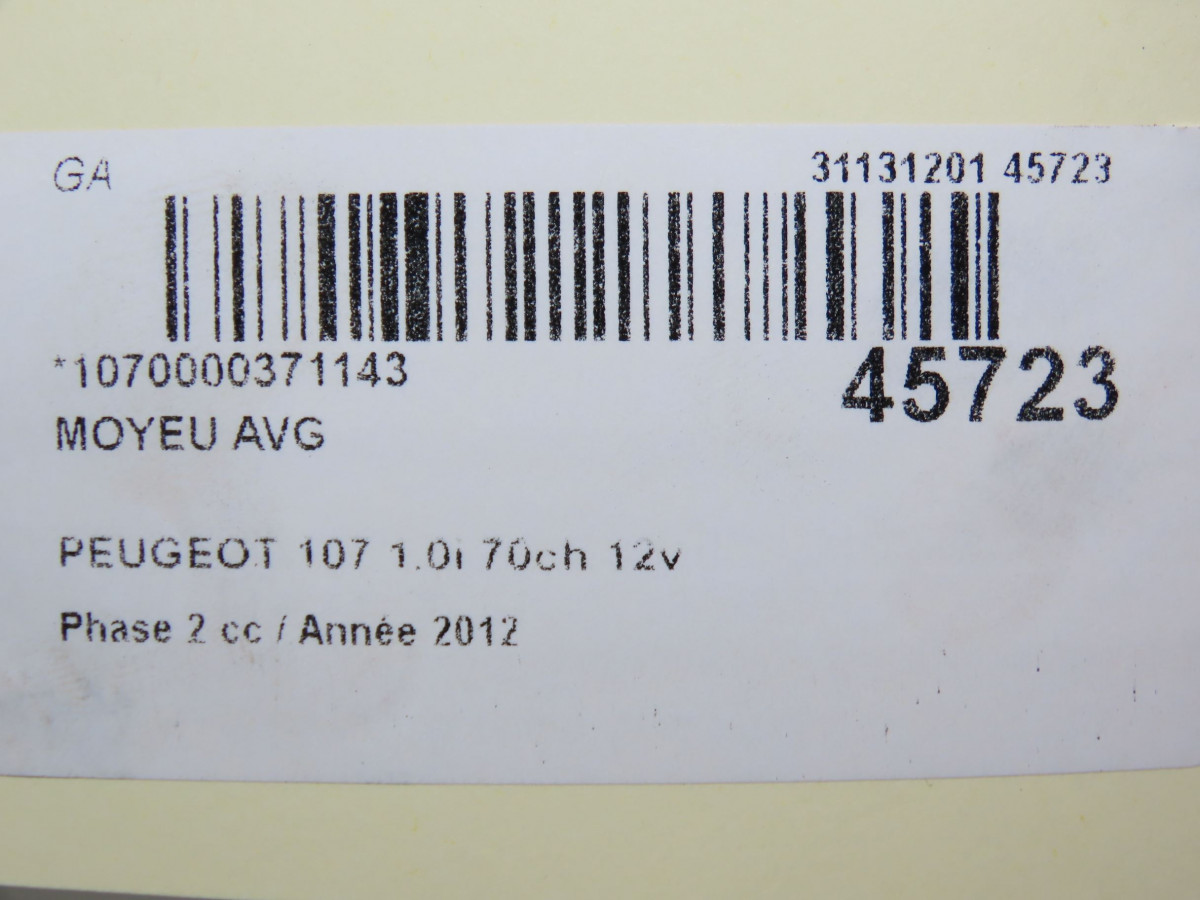 GA
31131201 45723
*1070000371143
45723
MOYEU AVG
PEUGEOT 107 1.0i 70ch 12v
Phase 2 cc / Année 2012